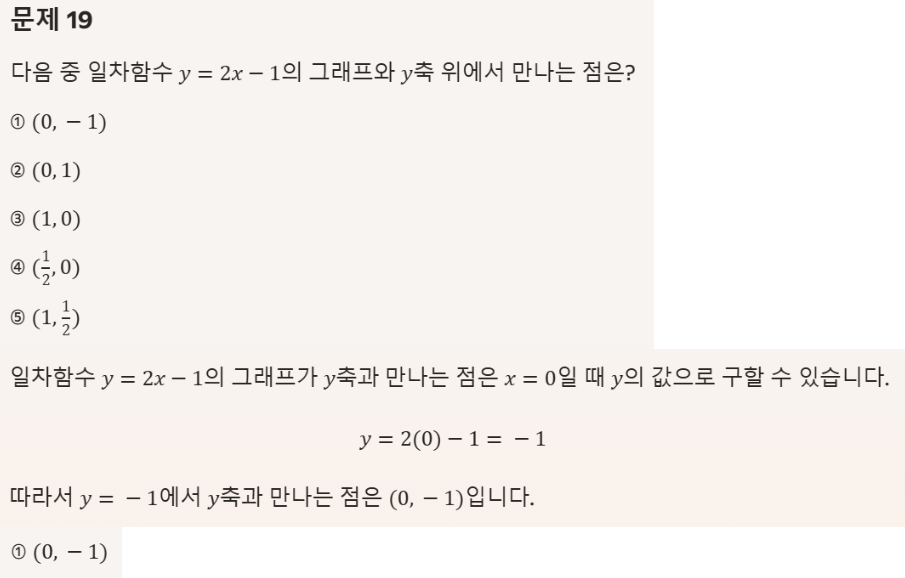 문제 19
다음 중 일차함수 y = 2x − 1의 그래프와 y축 위에서 만나는 점은?
① (0, − 1)
② (0, 1)
③ (1, 0)
④ (1/2, 0)
⑤ (1, 1/2)
일차함수 y = 2x − 1의 그래프가 y축과 만나는 점은 x = 0일 때 y의 값으로 구할 수 있습니다.
y = 2(0) − 1 = − 1
따라서 y = − 1에서 y축과 만나는 점은 (0, − 1)입니다.
① (0, − 1)